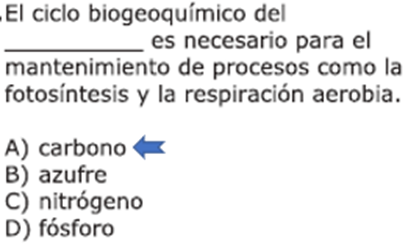 El ciclo biogeoquímico del
____________ es necesario para el
mantenimiento de procesos como la
fotosíntesis y la respiración aerobia.
A) carbono
B) azufre
C) nitrógeno
D) fósforo